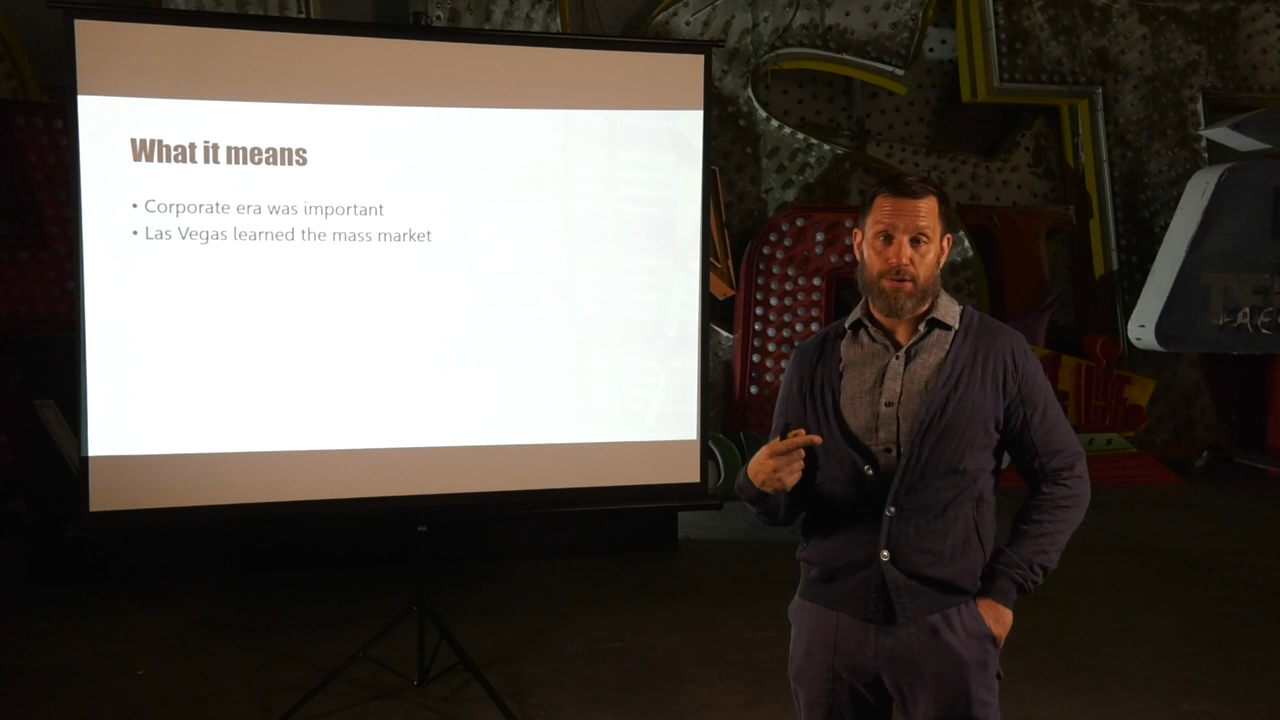 What it means
• Corporate era was important
• Las Vegas learned the mass market